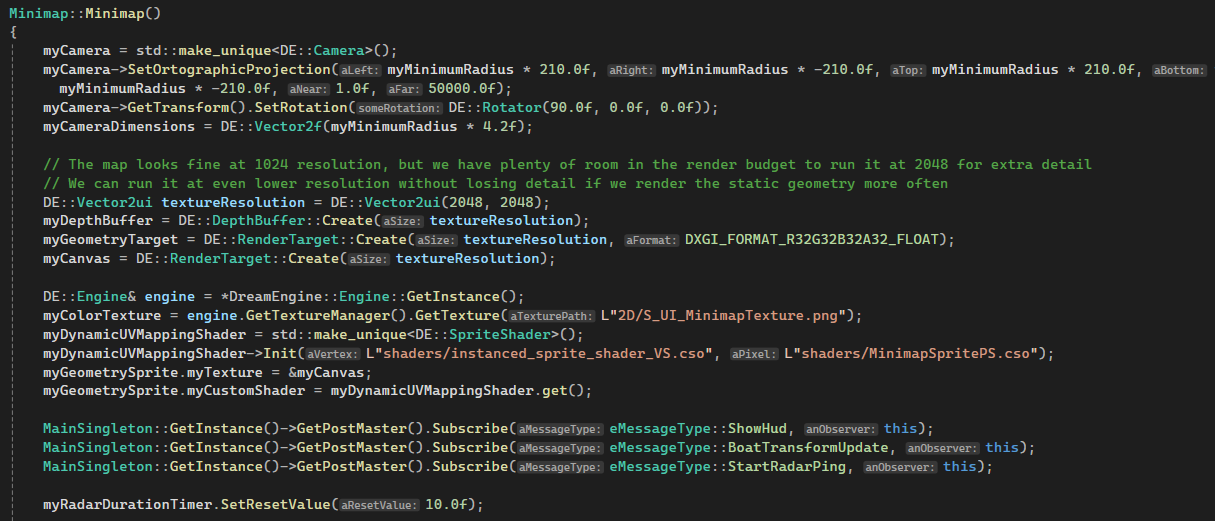 Minimap::Minimap()
{
myCamera = std::make_unique<DE::Camera>();
myCamera->SetOrtographicProjection(aLeft: myMinimumRadius * 210.0f, aRight: myMinimumRadius * -210.0f, aTop: myMinimumRadius * 210.0f, aBottom:
myMinimumRadius * -210.0f, aNear: 1.0f, aFar: 50000.0f);
myCamera->GetTransform().SetRotation(someRotation: DE::Rotator(90.0f, 0.0f, 0.0f));
myCameraDimensions = DE::Vector2f(myMinimumRadius * 4.2f);
// The map looks fine at 1024 resolution, but we have plenty of room in the render budget to run it at 2048 for extra detail
// We can run it at even lower resolution without losing detail if we render the static geometry more often
DE::Vector2ui textureResolution = DE::Vector2ui(2048, 2048);
myDepthBuffer = DE::DepthBuffer::Create(aSize: textureResolution);
myGeometryTarget = DE::RenderTarget::Create(aSize: textureResolution, aFormat: DXGI_FORMAT_R32G32B32A32_FLOAT);
myCanvas = DE::RenderTarget::Create(aSize: textureResolution);
DE::Engine& engine = *DreamEngine::Engine::GetInstance();
myColorTexture = engine.GetTextureManager().GetTexture(aTexturePath: L"2D/S_UI_MinimapTexture.png");
myDynamicUVMappingShader = std::make_unique<DE::SpriteShader>();
myDynamicUVMappingShader->Init(aVertex: L"shaders/instanced_sprite_shader_VS.cso", aPixel: L"shaders/MinimapSpritePS.cso");
myGeometrySprite.myTexture = &myCanvas;
myGeometrySprite.myCustomShader = myDynamicUVMappingShader.get();
MainSingleton::GetInstance()->GetPostMaster().Subscribe(aMessageType: eMessageType::ShowHud, anObserver: this);
MainSingleton::GetInstance()->GetPostMaster().Subscribe(aMessageType: eMessageType::BoatTransformUpdate, anObserver: this);
MainSingleton::GetInstance()->GetPostMaster().Subscribe(aMessageType: eMessageType::StartRadarPing, anObserver: this);
myRadarDurationTimer.SetResetValue(aResetValue: 10.0f);